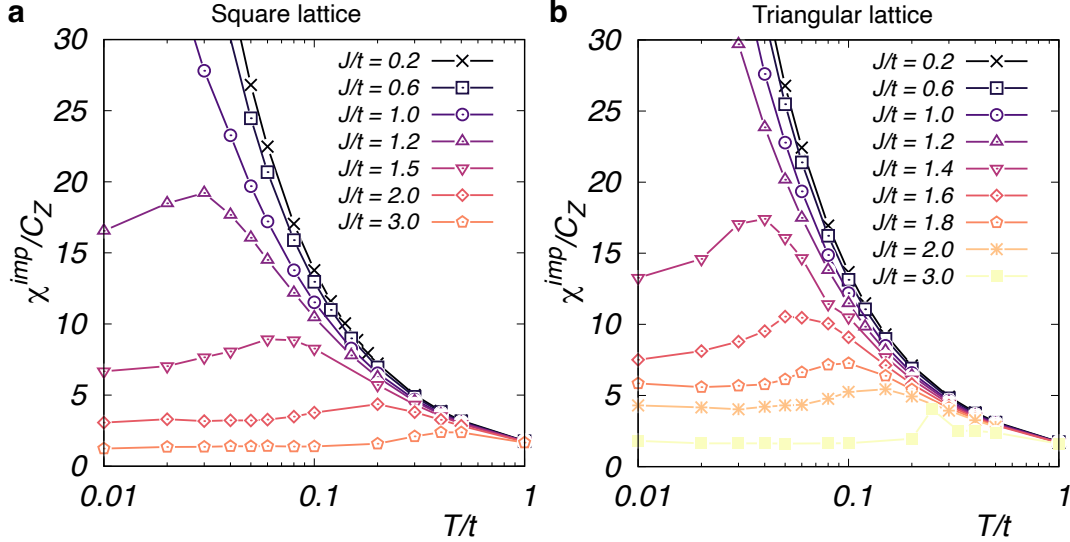 a Square lattice
30
25
20
15
10
5
0
χ^imp/C_Z
J/t = 0.2
J/t = 0.6
J/t = 1.0
J/t = 1.2
J/t = 1.5
J/t = 2.0
J/t = 3.0
0.01 0.1 1
T/t
b Triangular lattice
30
25
20
15
10
5
0
χ^imp/C_Z
J/t = 0.2
J/t = 0.6
J/t = 1.0
J/t = 1.2
J/t = 1.4
J/t = 1.6
J/t = 1.8
J/t = 2.0
J/t = 3.0
0.01 0.1 1
T/t